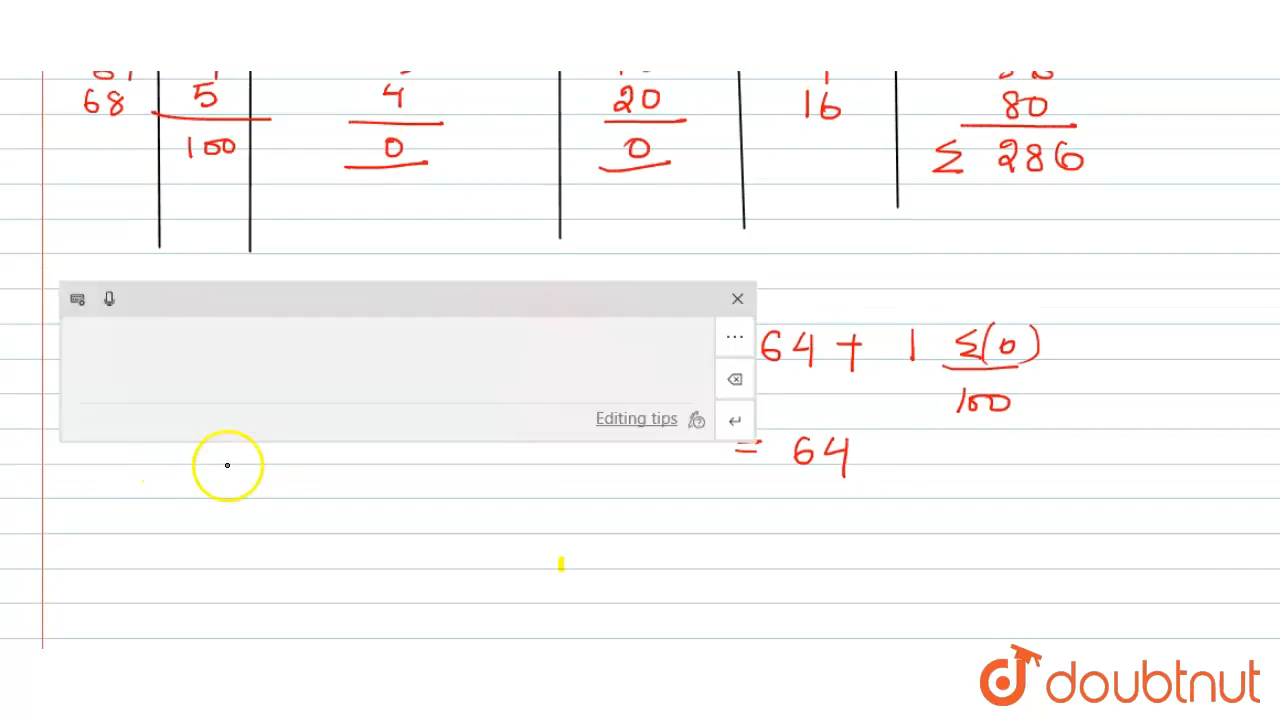 68 5 4 20 16 80
100 0 0 Σ 286
64 + 1 Σ(0)
100
Editing tips
= 64
doubtnut